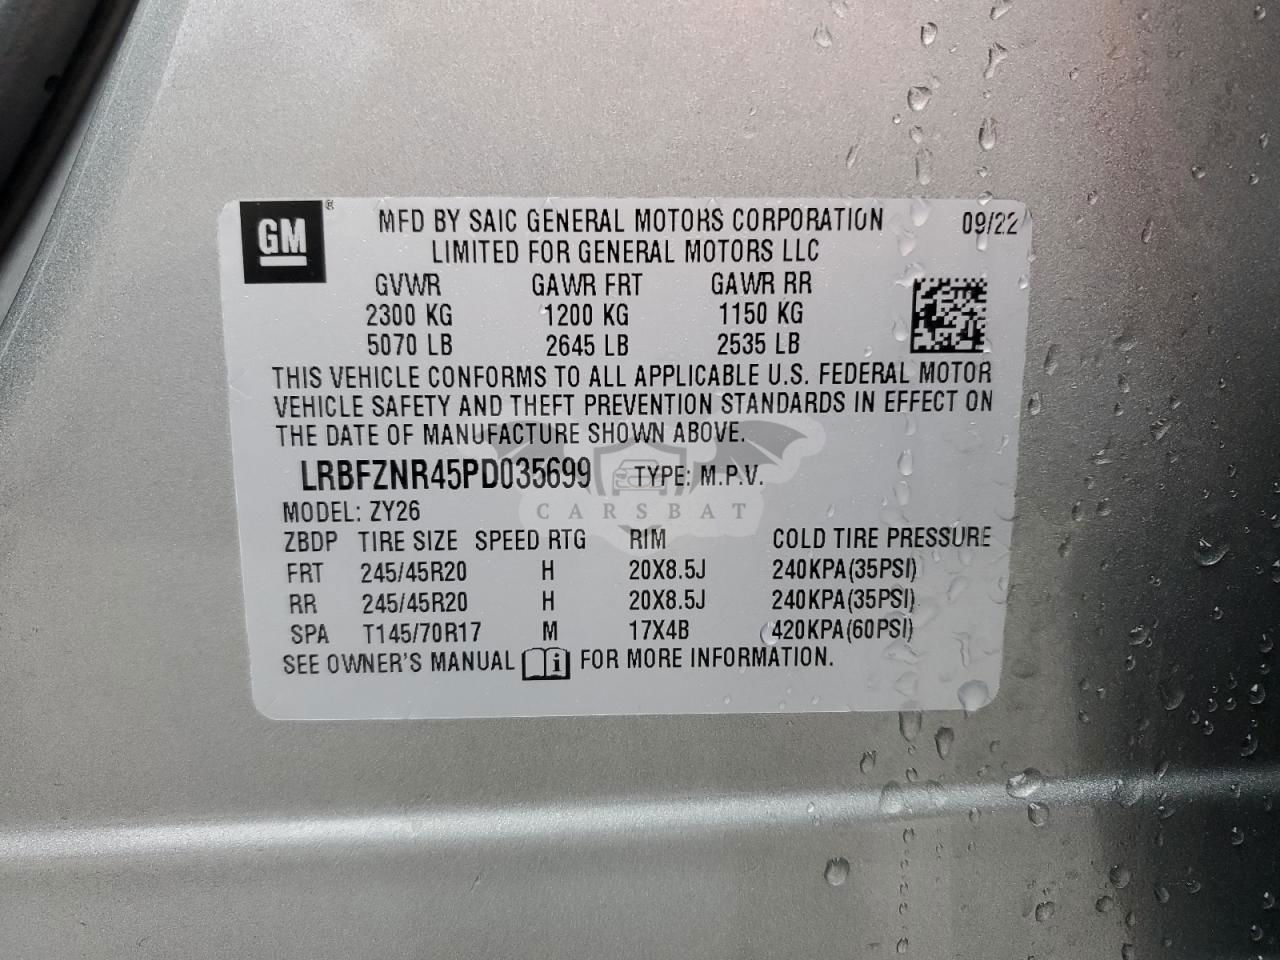 GM ® MFD BY SAIC GENERAL MOTORS CORPORATION 09/22
LIMITED FOR GENERAL MOTORS LLC
GVWR GAWR FRT GAWR RR
2300 KG 1200 KG 1150 KG
5070 LB 2645 LB 2535 LB
THIS VEHICLE CONFORMS TO ALL APPLICABLE U.S. FEDERAL MOTOR
VEHICLE SAFETY AND THEFT PREVENTION STANDARDS IN EFFECT ON
THE DATE OF MANUFACTURE SHOWN ABOVE.
LRBFZNR45PD035699 TYPE: M.P.V.
CARSBAT
MODEL: ZY26
ZBDP TIRE SIZE SPEED RTG RIM COLD TIRE PRESSURE
FRT 245/45R20 H 20X8.5J 240KPA(35PSI)
RR 245/45R20 H 20X8.5J 240KPA(35PSI)
SPA T145/70R17 M 17X4B 420KPA(60PSI)
SEE OWNER'S MANUAL i FOR MORE INFORMATION.